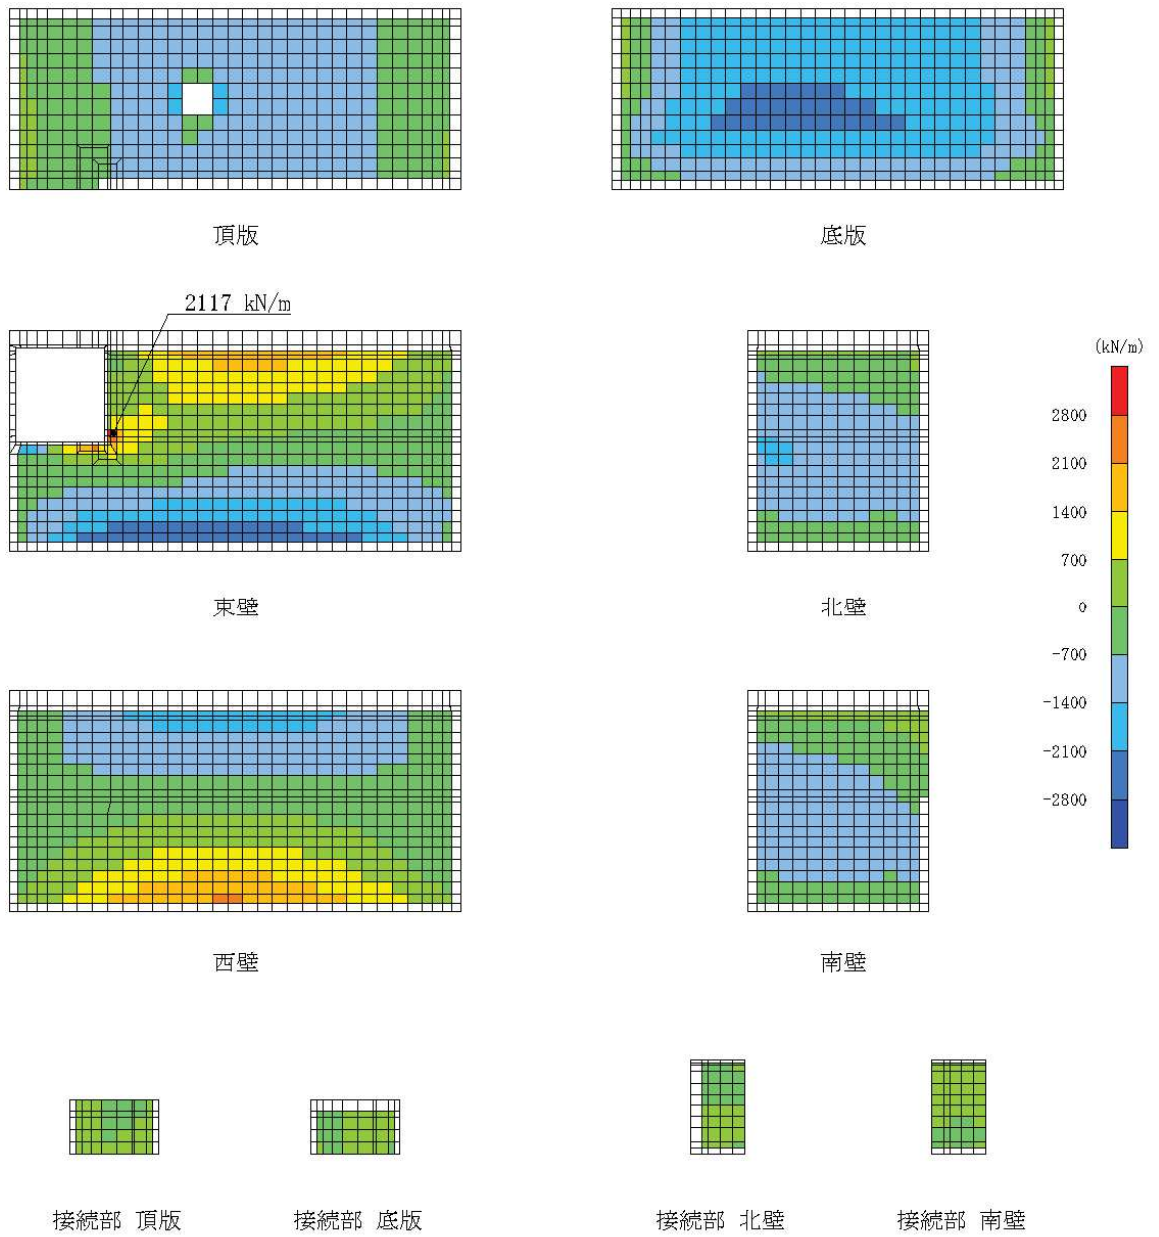 頂版
底版
2117 kN/m
(kN/m)
2800
2100
1400
700
0
-700
-1400
-2100
-2800
東壁
北壁
西壁
南壁
接続部 頂版
接続部 底版
接続部 北壁
接続部 南壁